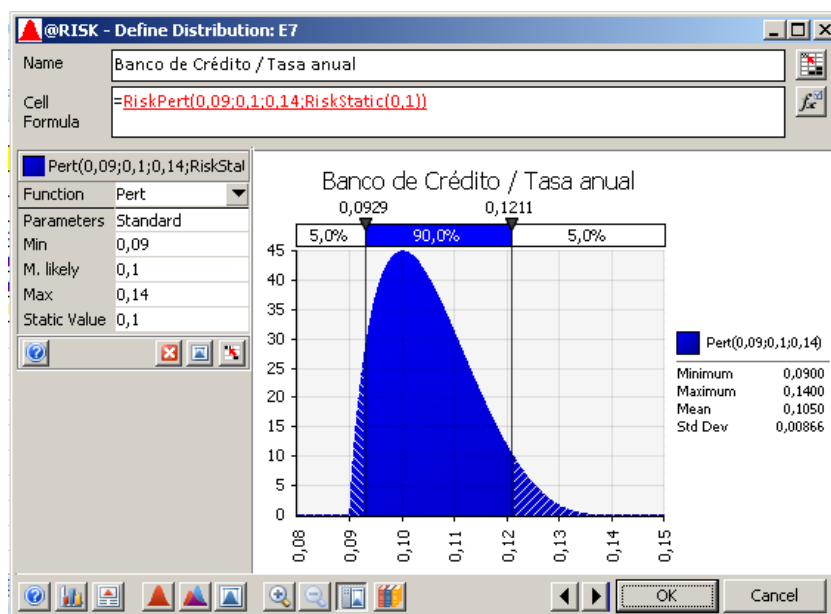 @RISK - Define Distribution: E7
Name Banco de Crédito / Tasa anual
Cell Formula =RiskPert(0,09;0,1;0,14;RiskStatic(0,1))
Pert(0,09;0,1;0,14;RiskStal
Function Pert
Parameters Standard
Min 0,09
M. likely 0,1
Max 0,14
Static Value 0,1
Banco de Crédito / Tasa anual
0,0929 0,1211
5,0% 90,0% 5,0%
45
40
35
30
25
20
15
10
5
0
0,08 0,09 0,10 0,11 0,12 0,13 0,14 0,15
Pert(0,09;0,1;0,14)
Minimum 0,0900
Maximum 0,1400
Mean 0,1050
Std Dev 0,00866
OK Cancel